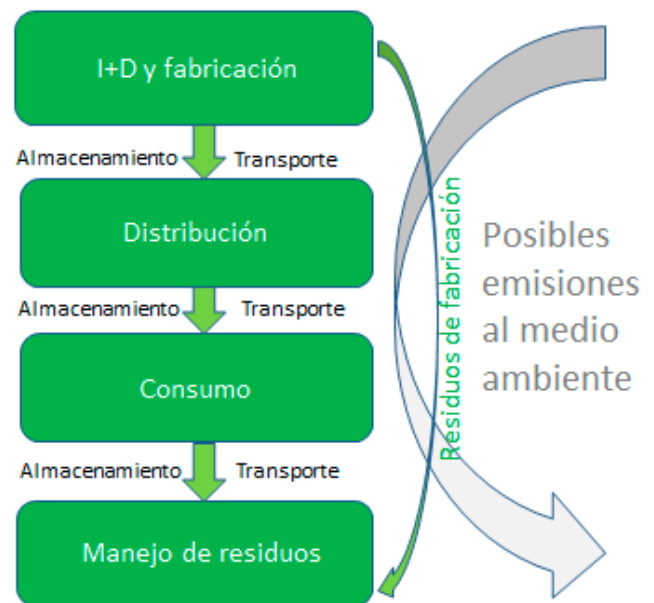 I+D y fabricación
Almacenamiento Transporte
Distribución
Almacenamiento Transporte
Consumo
Almacenamiento Transporte
Manejo de residuos
Residuos de fabricación
Posibles
emisiones
al medio
ambiente